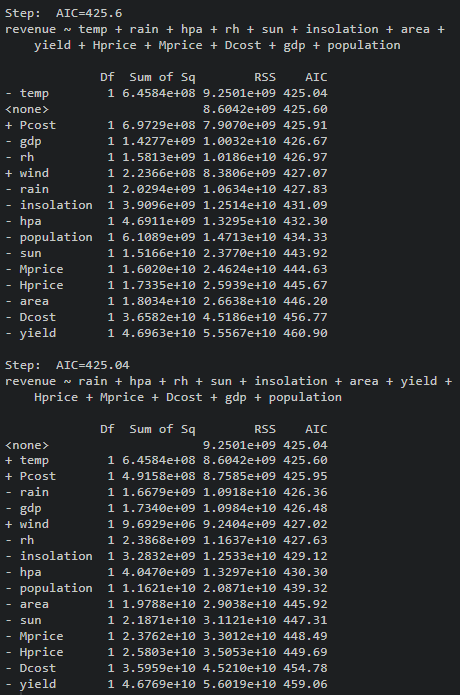 Step:  AIC=425.6
revenue ~ temp + rain + hpa + rh + sun + insolation + area +
    yield + Hprice + Mprice + Dcost + gdp + population

             Df  Sum of Sq        RSS    AIC
- temp        1 6.4584e+08 9.2501e+09 425.04
<none>                     8.6042e+09 425.60
+ Pcost       1 6.9729e+08 7.9070e+09 425.91
- gdp         1 1.4277e+09 1.0032e+10 426.67
- rh          1 1.5813e+09 1.0186e+10 426.97
+ wind        1 2.2366e+08 8.3806e+09 427.07
- rain        1 2.0294e+09 1.0634e+10 427.83
- insolation  1 3.9096e+09 1.2514e+10 431.09
- hpa         1 4.6911e+09 1.3295e+10 432.30
- population  1 6.1089e+09 1.4713e+10 434.33
- sun         1 1.5166e+10 2.3770e+10 443.92
- Mprice      1 1.6020e+10 2.4624e+10 444.63
- Hprice      1 1.7335e+10 2.5939e+10 445.67
- area        1 1.8034e+10 2.6638e+10 446.20
- Dcost       1 3.6582e+10 4.5186e+10 456.77
- yield       1 4.6963e+10 5.5567e+10 460.90

Step:  AIC=425.04
revenue ~ rain + hpa + rh + sun + insolation + area + yield +
    Hprice + Mprice + Dcost + gdp + population

             Df  Sum of Sq        RSS    AIC
<none>                     9.2501e+09 425.04
+ temp        1 6.4584e+08 8.6042e+09 425.60
+ Pcost       1 4.9158e+08 8.7585e+09 425.95
- rain        1 1.6679e+09 1.0918e+10 426.36
- gdp         1 1.7340e+09 1.0984e+10 426.48
+ wind        1 9.6929e+06 9.2404e+09 427.02
- rh          1 2.3868e+09 1.1637e+10 427.63
- insolation  1 3.2832e+09 1.2533e+10 429.12
- hpa         1 4.0470e+09 1.3297e+10 430.30
- population  1 1.1621e+10 2.0871e+10 439.32
- area        1 1.9788e+10 2.9038e+10 445.92
- sun         1 2.1871e+10 3.1121e+10 447.31
- Mprice      1 2.3762e+10 3.3012e+10 448.49
- Hprice      1 2.5803e+10 3.5053e+10 449.69
- Dcost       1 3.5959e+10 4.5210e+10 454.78
- yield       1 4.6769e+10 5.6019e+10 459.06